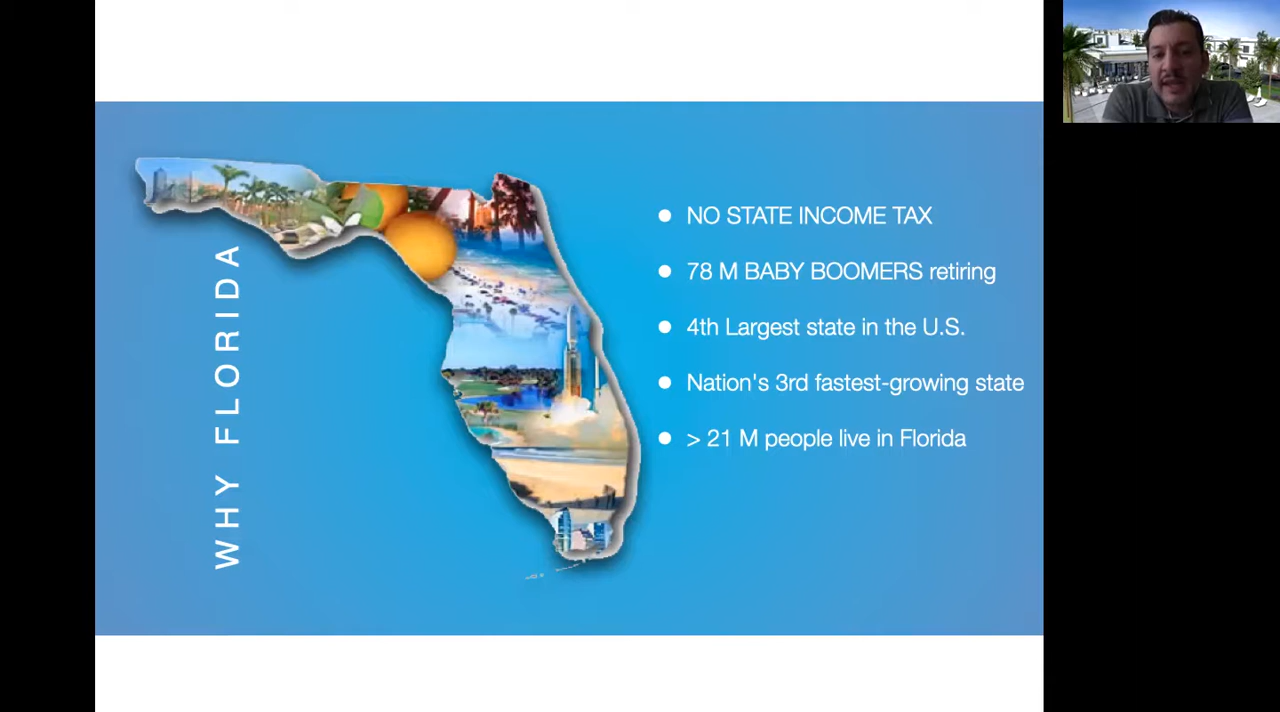 WHY FLORIDA
NO STATE INCOME TAX
78 M BABY BOOMERS retiring
4th Largest state in the U.S.
Nation's 3rd fastest-growing state
> 21 M people live in Florida